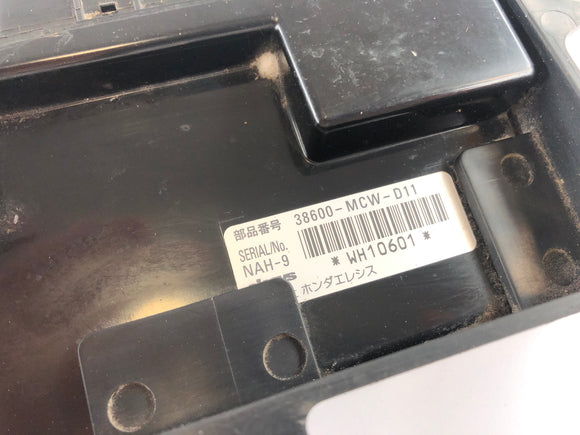 部品番号 38600-MCW-D11
SERIAL/No.
NAH-9 * WH10601 *
ホンダエレシス